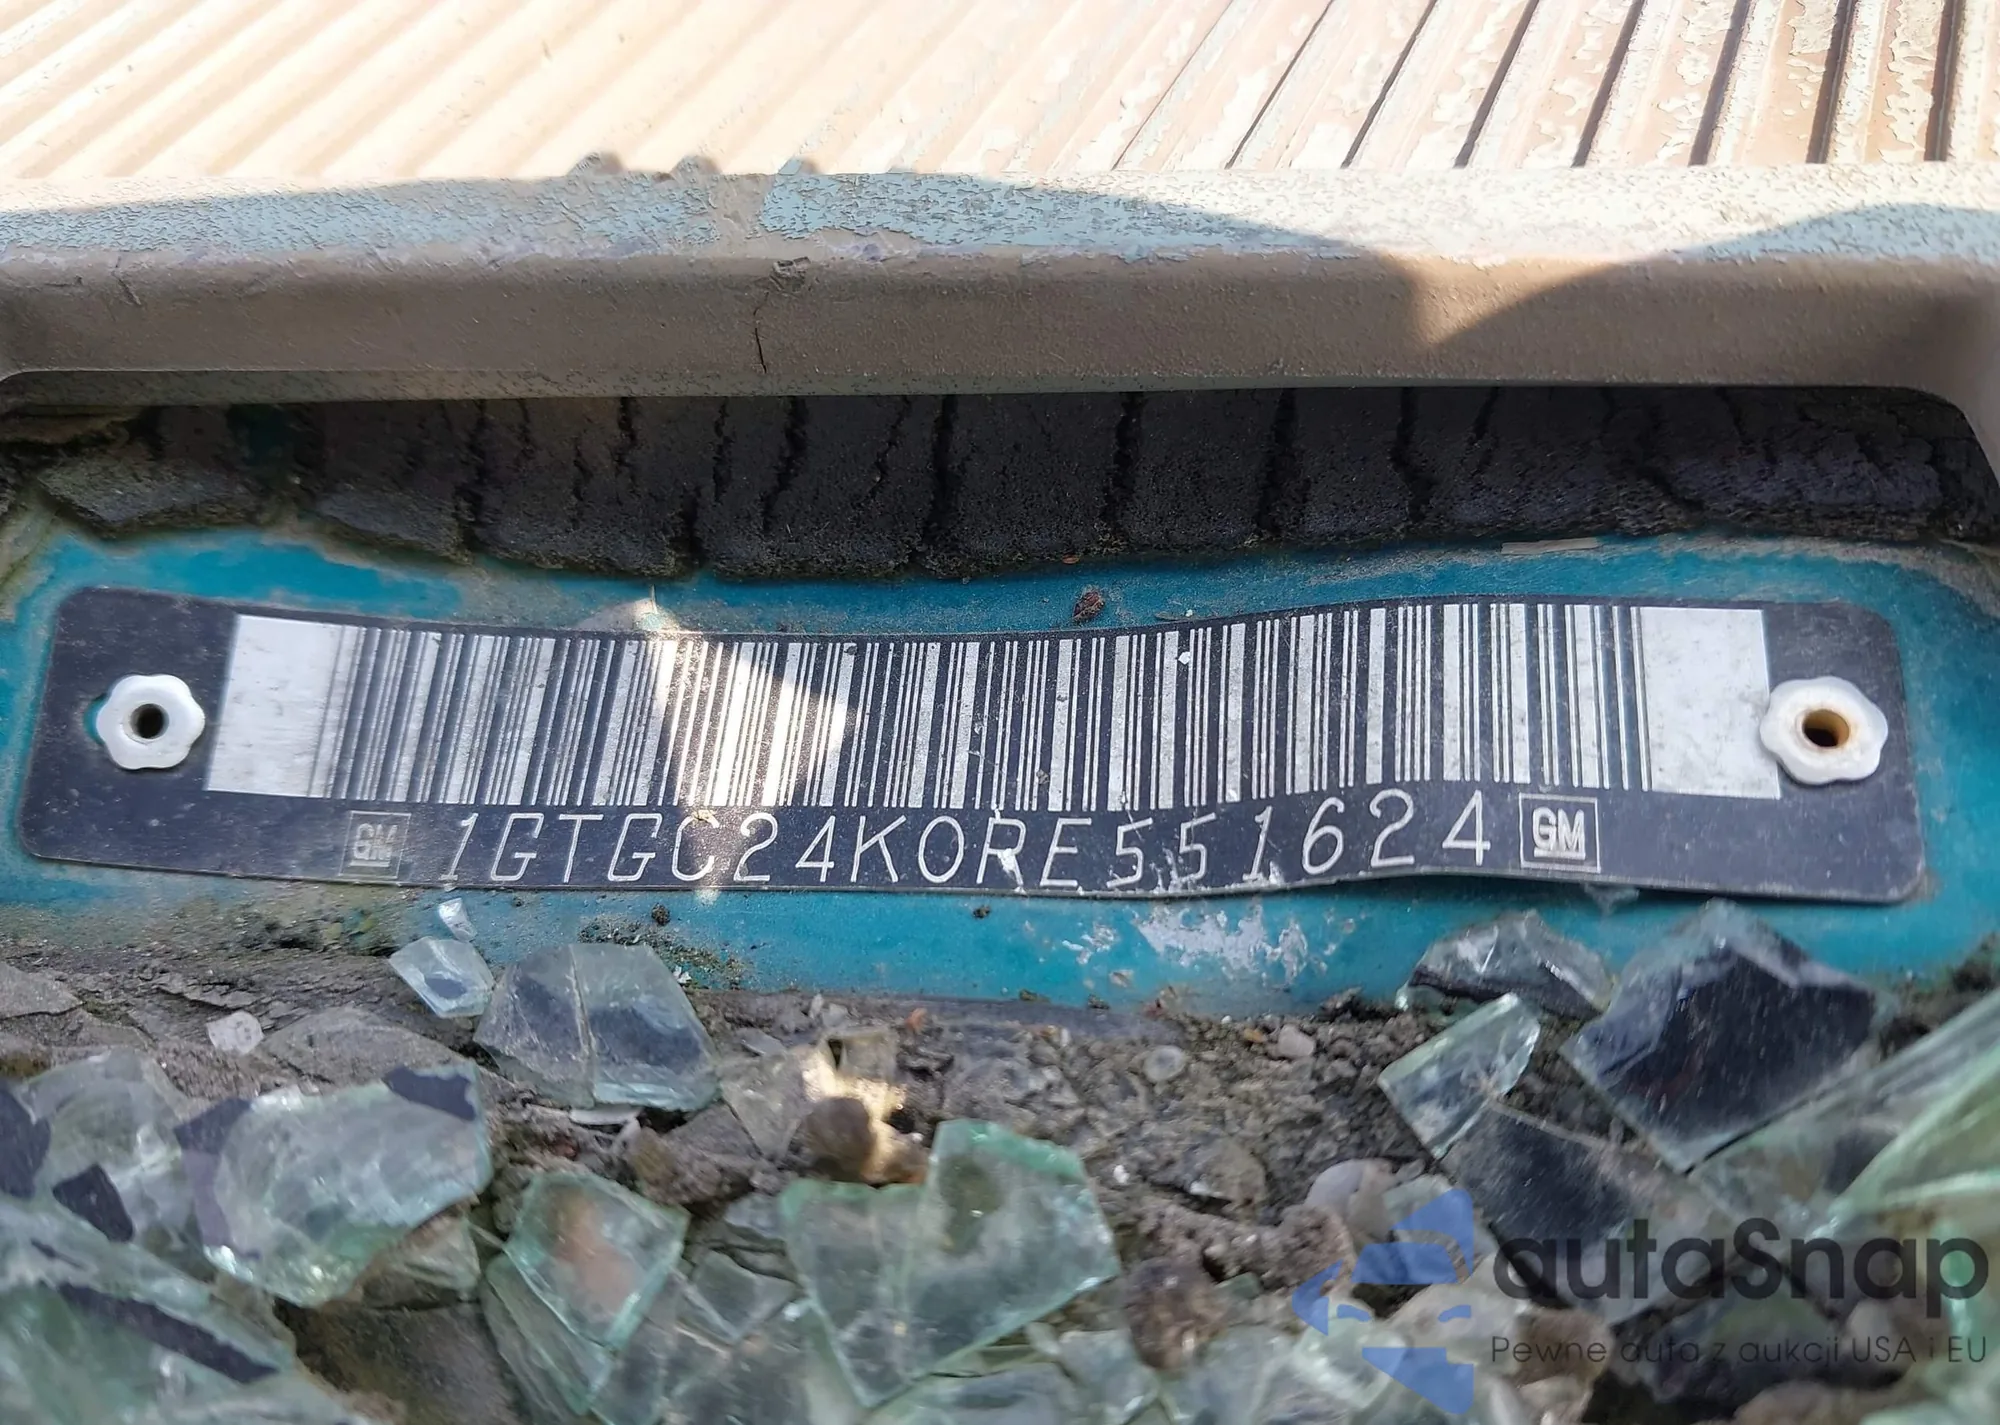 GM 1GTGC24K0RE551624 GM
autaSnap
Pewne auta z aukcji USA i EU